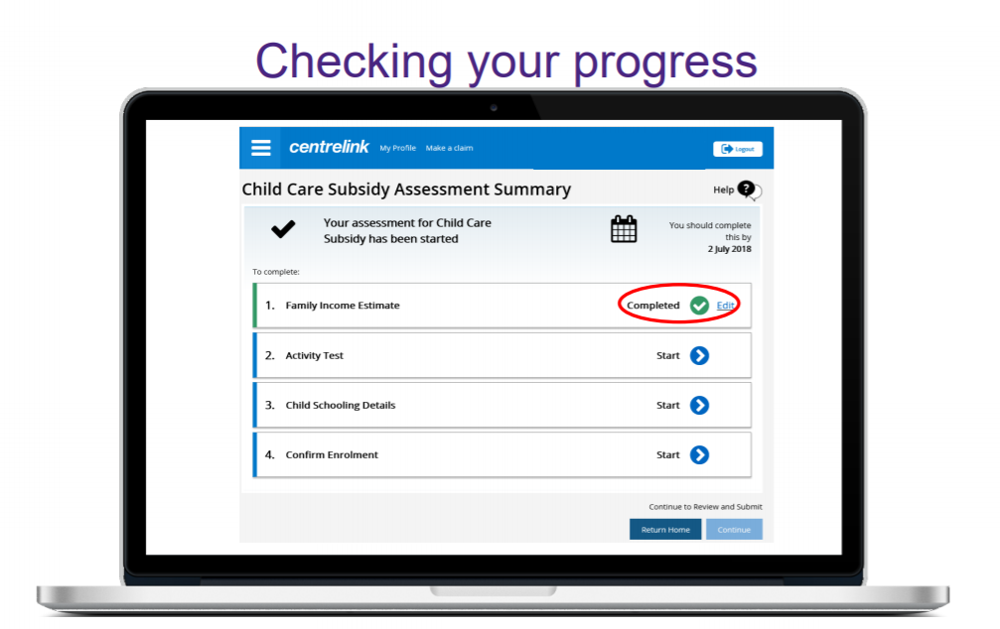 Checking your progress
centrelink My Profile Make a claim Logout
Child Care Subsidy Assessment Summary Help
Your assessment for Child Care
Subsidy has been started
You should complete
this by
2 July 2018
To complete:
1. Family Income Estimate Completed Edit
2. Activity Test Start
3. Child Schooling Details Start
4. Confirm Enrolment Start
Continue to Review and Submit
Return Home Continue